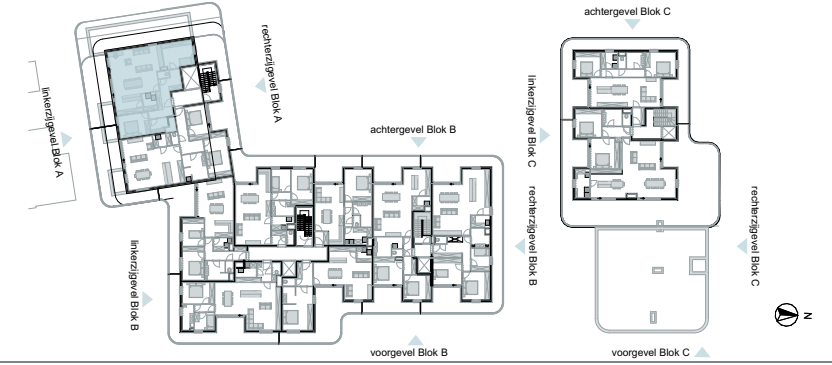 achtergevel Blok C
rechterzijgevel Blok A
linkerzijgevel Blok A
linkerzijgevel Blok C
achtergevel Blok B
rechterzijgevel Blok B
rechterzijgevel Blok C
linkerzijgevel Blok B
N
voorgevel Blok B
voorgevel Blok C